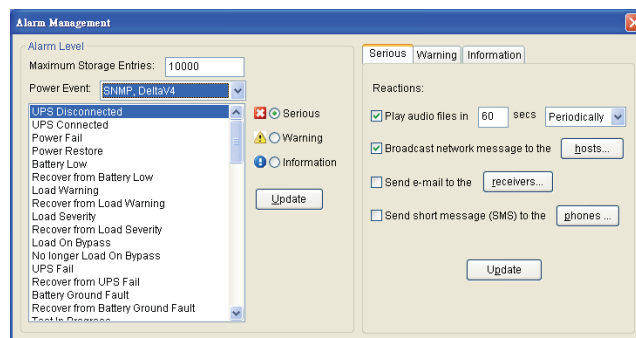 Alarm Management
Alarm Level
Maximum Storage Entries: 10000
Power Event: SNMP, DeltaV4
UPS Disconnected
UPS Connected
Power Fail
Power Restore
Battery Low
Recover from Battery Low
Load Warning
Recover from Load Warning
Load Severity
Recover from Load Severity
Load On Bypass
No longer Load On Bypass
UPS Fail
Recover from UPS Fail
Battery Ground Fault
Recover from Battery Ground Fault
Test In Progress
Serious
Warning
Information
Update
Serious Warning Information
Reactions:
Play audio files in 60 secs Periodically
Broadcast network message to the hosts...
Send e-mail to the receivers...
Send short message (SMS) to the phones ...
Update